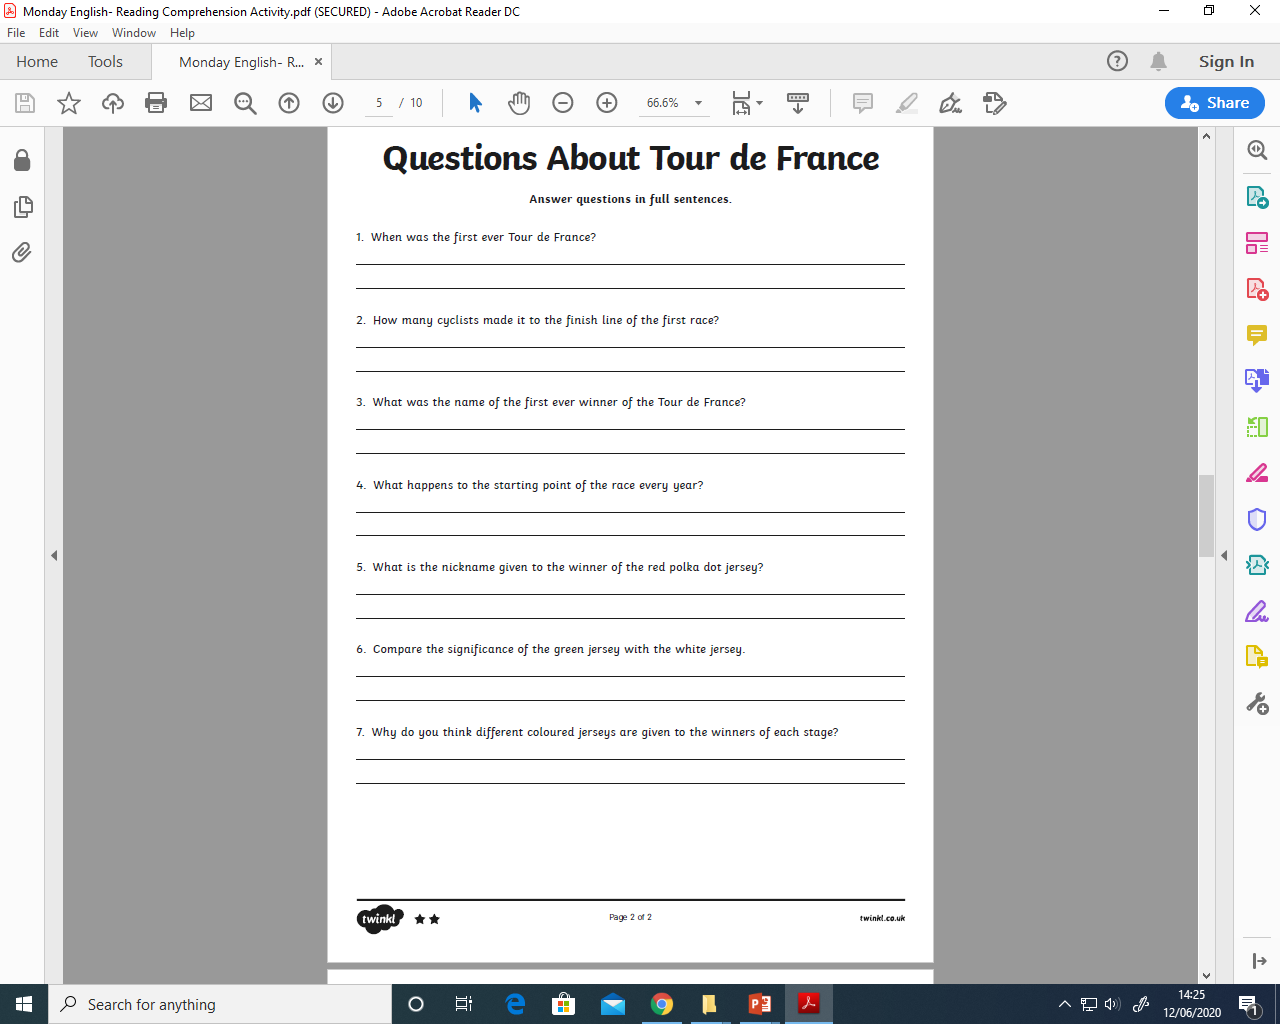 Monday English- Reading Comprehension Activity.pdf (SECURED) - Adobe Acrobat Reader DC
File Edit View Window Help
Home Tools Monday English- R... × Sign In
5 / 10 66.6% Share
Questions About Tour de France
Answer questions in full sentences.
1. When was the first ever Tour de France?
2. How many cyclists made it to the finish line of the first race?
3. What was the name of the first ever winner of the Tour de France?
4. What happens to the starting point of the race every year?
5. What is the nickname given to the winner of the red polka dot jersey?
6. Compare the significance of the green jersey with the white jersey.
7. Why do you think different coloured jerseys are given to the winners of each stage?
twinkl Page 2 of 2 twinkl.co.uk
Search for anything
14:25
12/06/2020
1